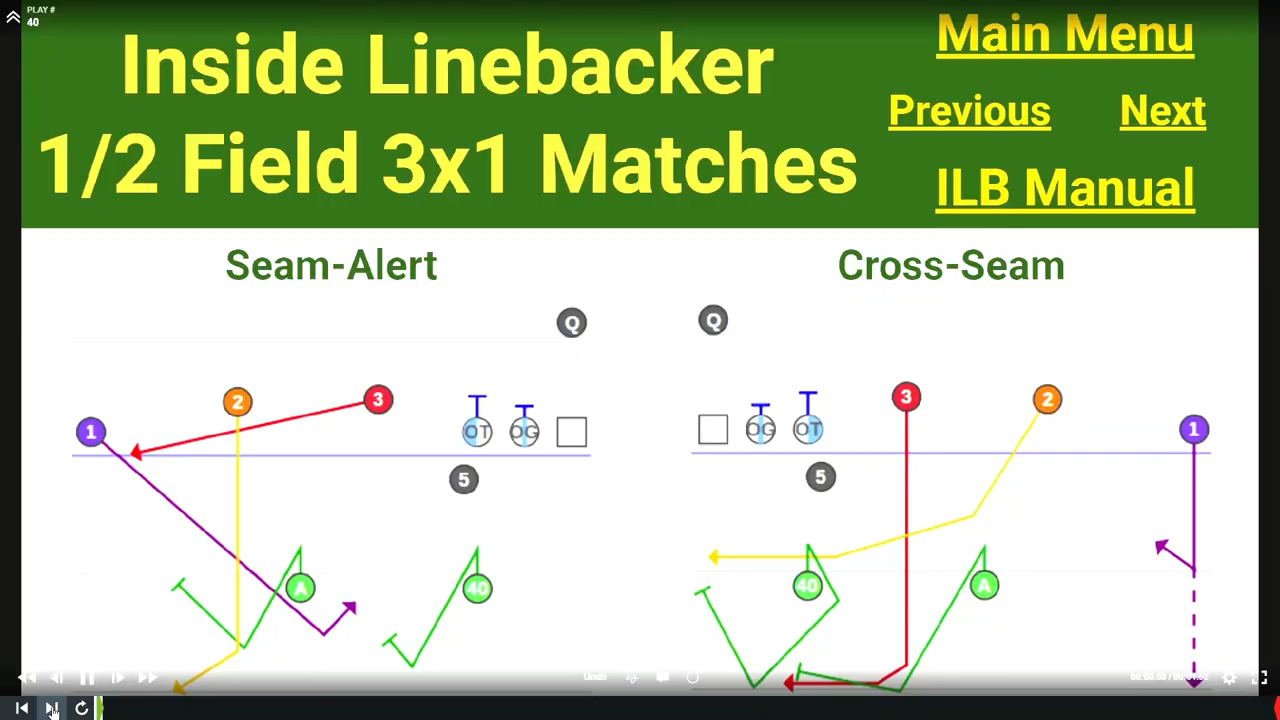 PLAY #
40
Inside Linebacker
1/2 Field 3x1 Matches
Main Menu
Previous Next
ILB Manual
Seam-Alert Cross-Seam
Q Q
1 2 3 OT OG
OG OT 3 2 1
5 5
A 40
40 A
Undo